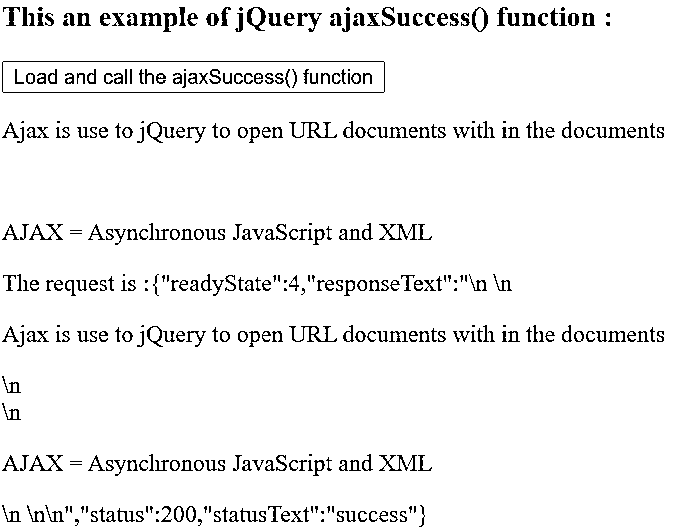 This an example of jQuery ajaxSuccess() function :
Load and call the ajaxSuccess() function
Ajax is use to jQuery to open URL documents with in the documents
AJAX = Asynchronous JavaScript and XML
The request is :{"readyState":4,"responseText":"\n \n
Ajax is use to jQuery to open URL documents with in the documents
\n
\n
AJAX = Asynchronous JavaScript and XML
\n \n\n","status":200,"statusText":"success"}